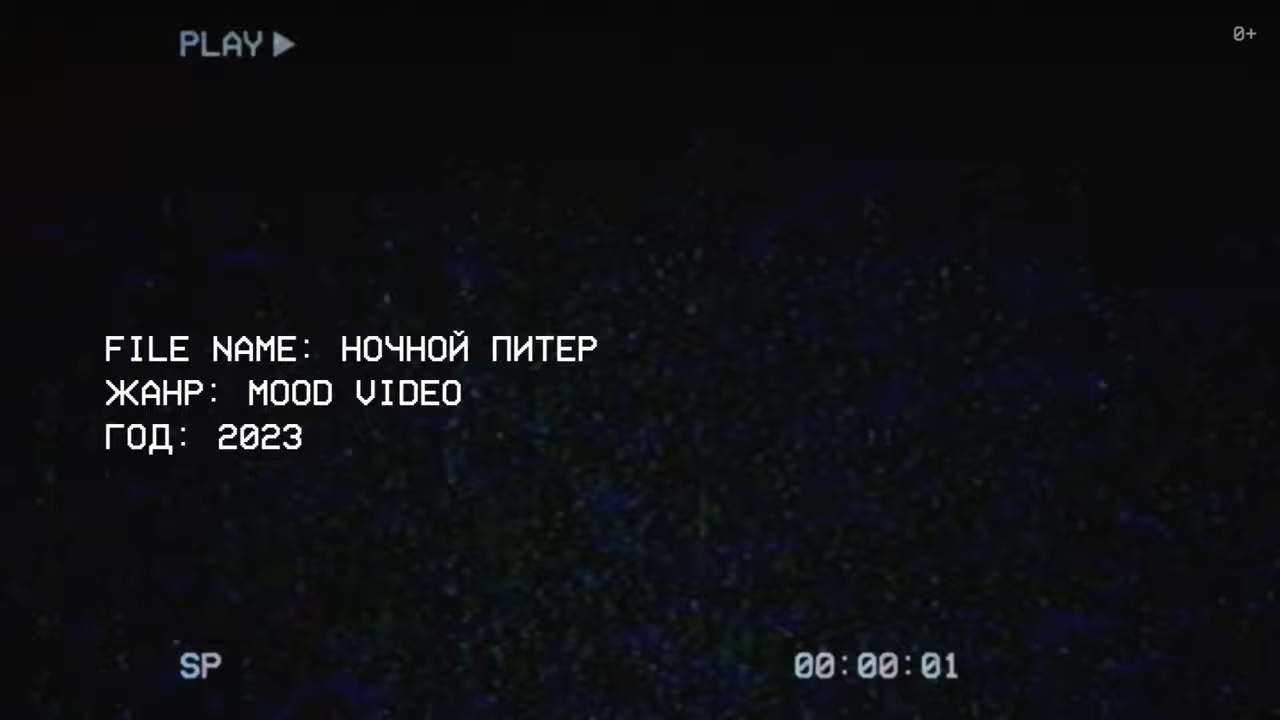 PLAY ▶
0+
FILE NAME: НОЧНОЙ ПИТЕР
ЖАНР: MOOD VIDEO
ГОД: 2023
SP
00:00:01